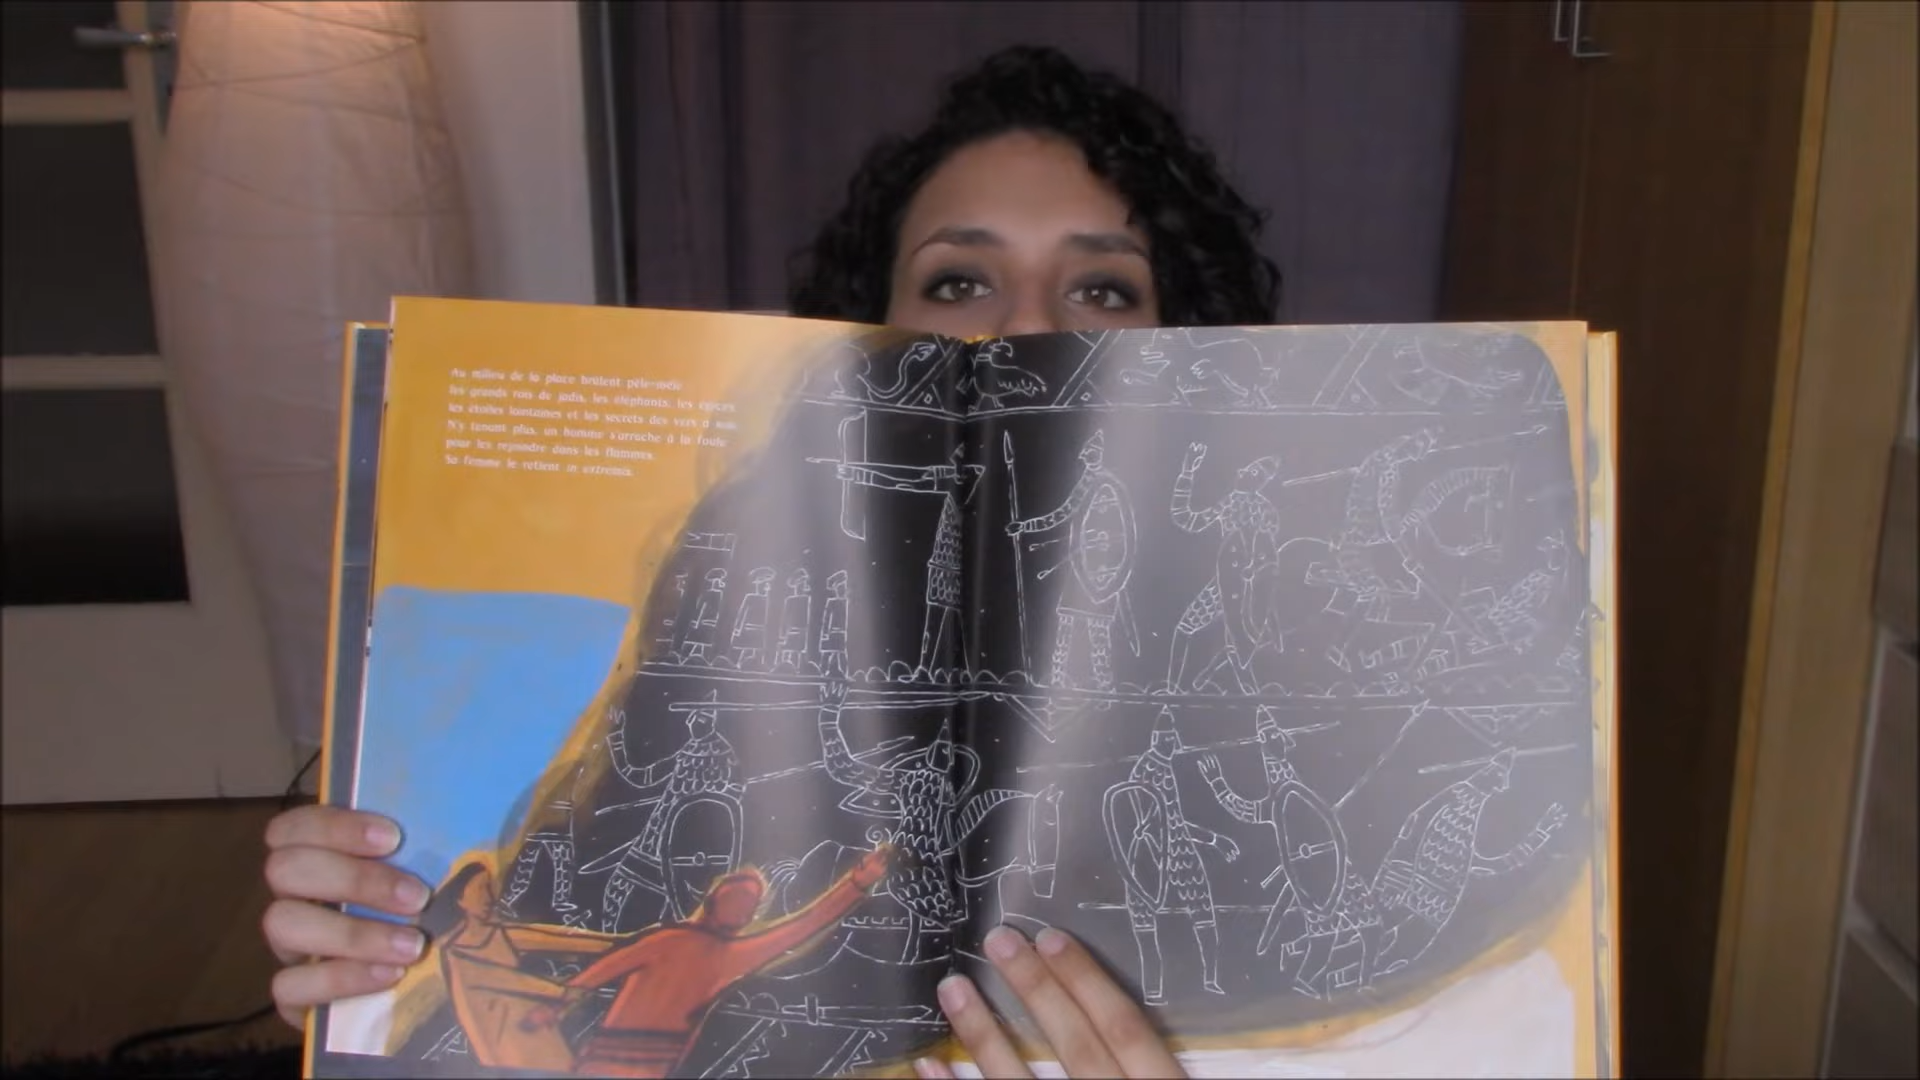 Au milieu de la place brûlent pêle-mêle
les grands rois de jadis, les éléphants, les épices,
les étoiles lointaines et les secrets des vers à soie.
N'y tenant plus, un homme s'arrache à la foule
pour les rejoindre dans les flammes.
Sa femme le retient in extremis.